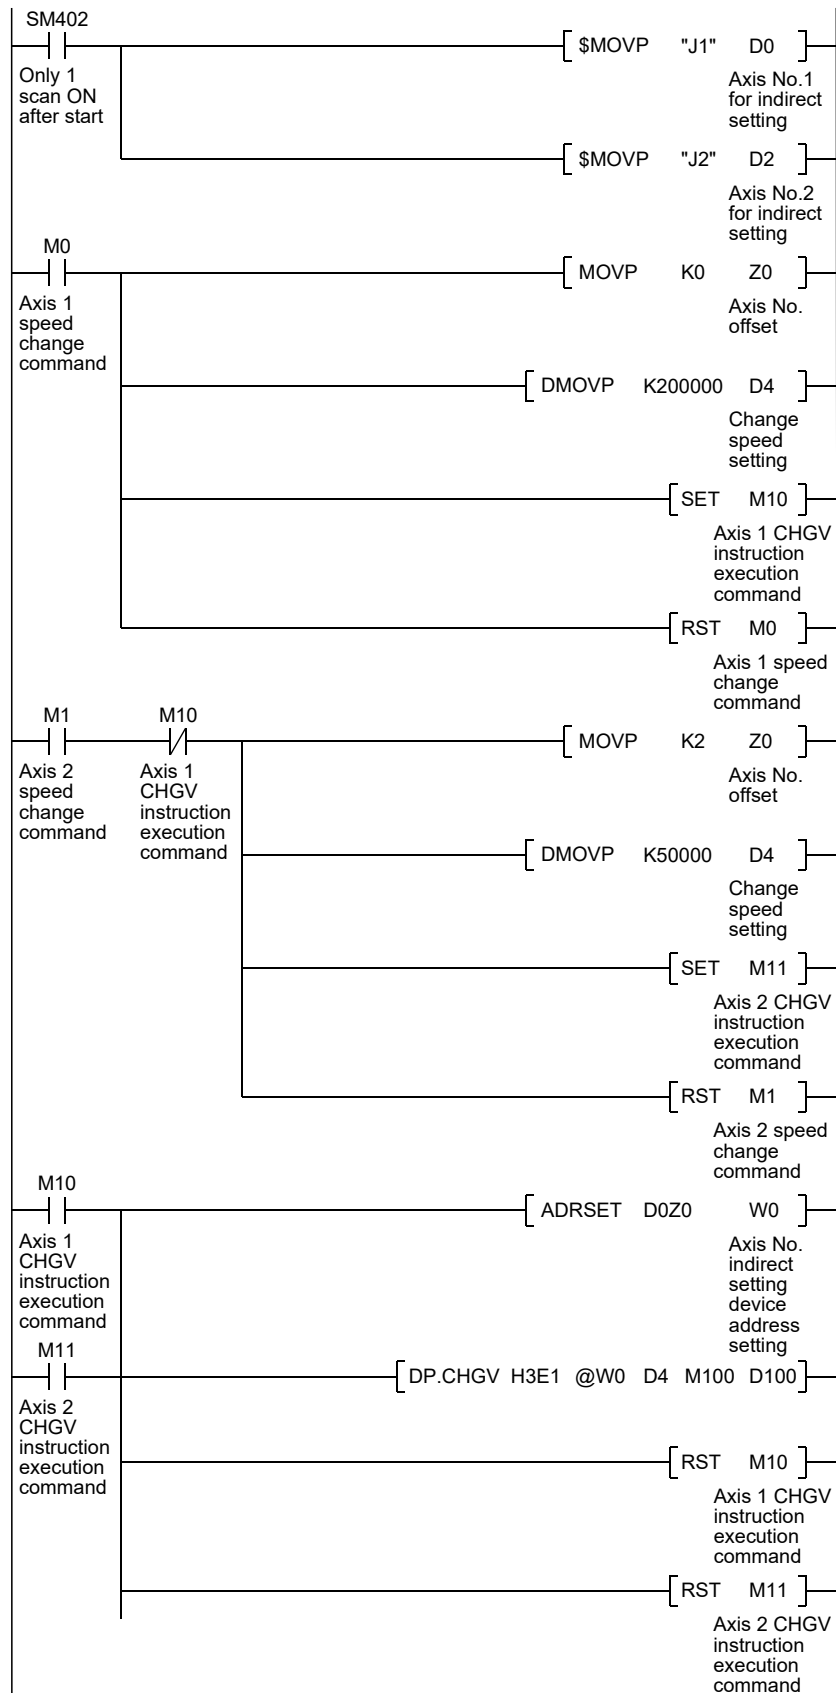 SM402
$MOVP "J1" D0
Only 1
scan ON
after start
Axis No.1
for indirect
setting
$MOVP "J2" D2
Axis No.2
for indirect
setting
M0
MOVP K0 Z0
Axis 1
speed
change
command
Axis No.
offset
DMOVP K200000 D4
Change
speed
setting
SET M10
Axis 1 CHGV
instruction
execution
command
RST M0
Axis 1 speed
change
command
M1 M10
MOVP K2 Z0
Axis 2
speed
change
command
Axis 1
CHGV
instruction
execution
command
Axis No.
offset
DMOVP K50000 D4
Change
speed
setting
SET M11
Axis 2 CHGV
instruction
execution
command
RST M1
Axis 2 speed
change
command
M10
ADRSET D0Z0 W0
Axis 1
CHGV
instruction
execution
command
Axis No.
indirect
setting
device
address
setting
M11
DP.CHGV H3E1 @W0 D4 M100 D100
Axis 2
CHGV
instruction
execution
command
RST M10
Axis 1 CHGV
instruction
execution
command
RST M11
Axis 2 CHGV
instruction
execution
command